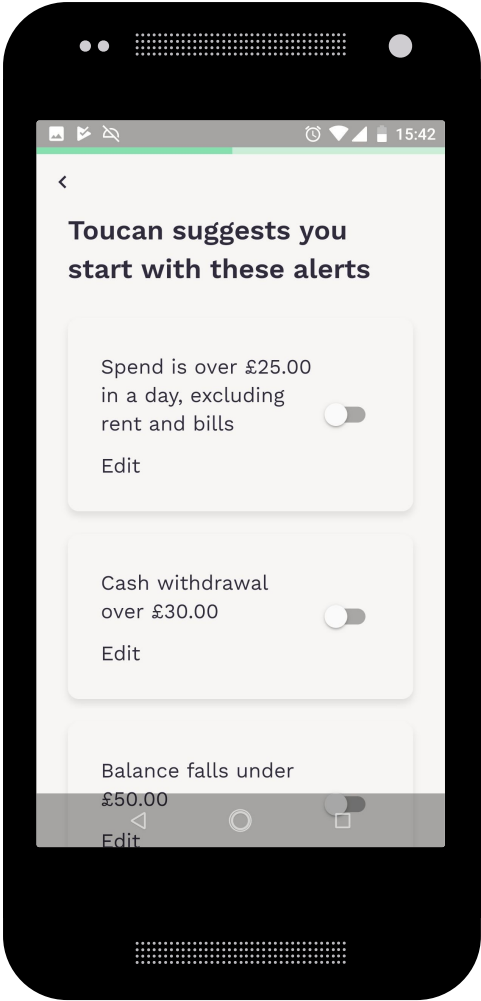 15:42
Toucan suggests you
start with these alerts
Spend is over £25.00
in a day, excluding
rent and bills
Edit
Cash withdrawal
over £30.00
Edit
Balance falls under
£50.00
Edit